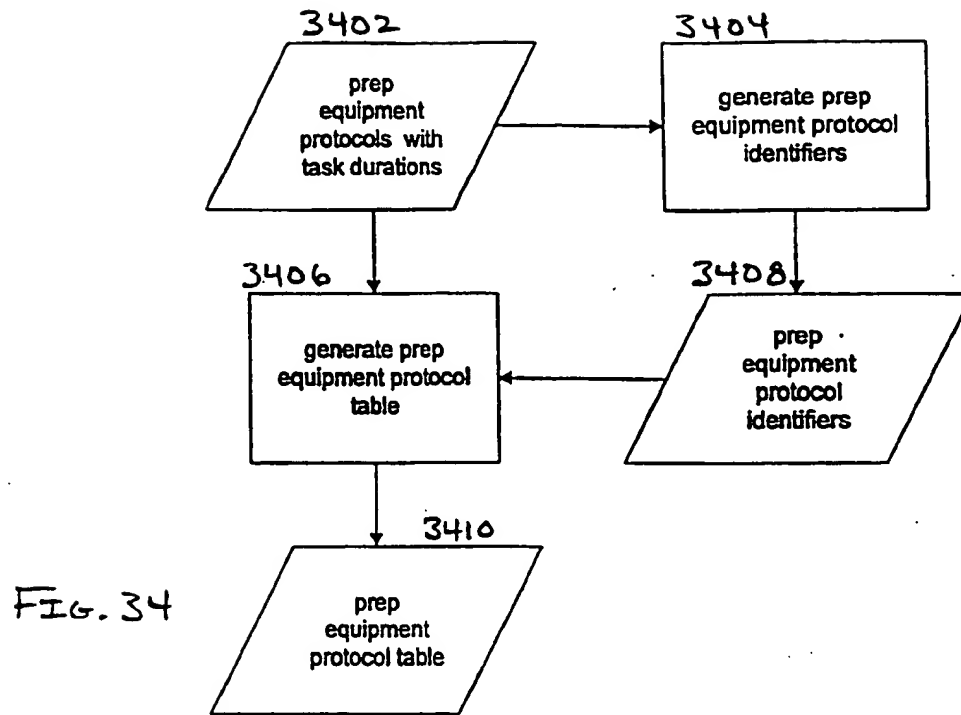 3402
prep
equipment
protocols with
task durations
3404
generate prep
equipment protocol
identifiers
3406
generate prep
equipment protocol
table
3408
prep
equipment
protocol
identifiers
3410
prep
equipment
protocol table
FIG. 34